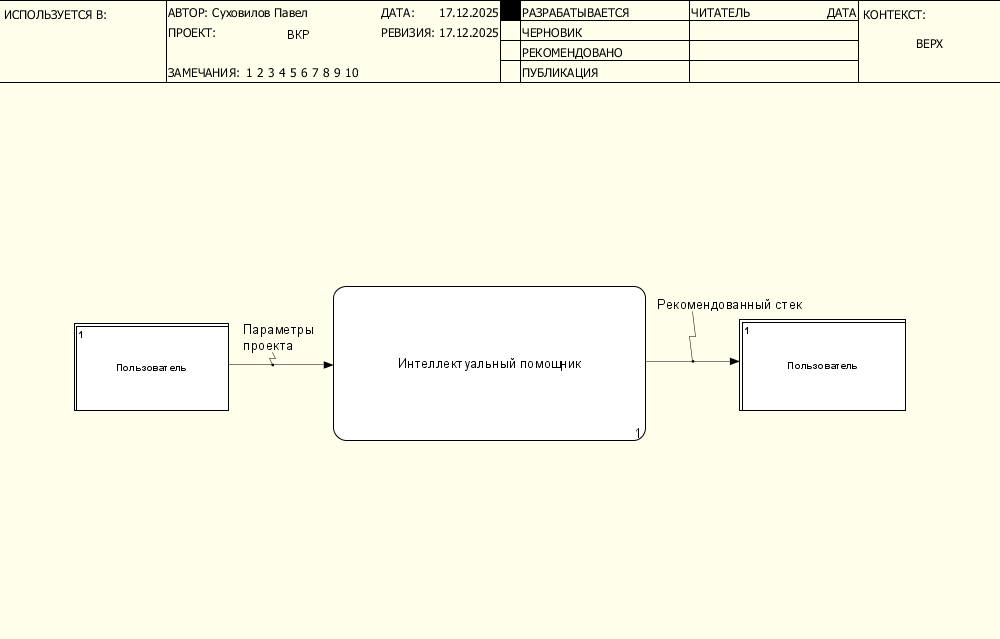 ИСПОЛЬЗУЕТСЯ В:
АВТОР: Суховилов Павел
ДАТА: 17.12.2025
ПРОЕКТ: ВКР
РЕВИЗИЯ: 17.12.2025
ЗАМЕЧАНИЯ: 1 2 3 4 5 6 7 8 9 10
РАЗРАБАТЫВАЕТСЯ
ЧЕРНОВИК
РЕКОМЕНДОВАНО
ПУБЛИКАЦИЯ
ЧИТАТЕЛЬ ДАТА
КОНТЕКСТ:
ВЕРХ
1
Пользователь
Параметры
проекта
Интеллектуальный помощник
1
Рекомендованный стек
1
Пользователь